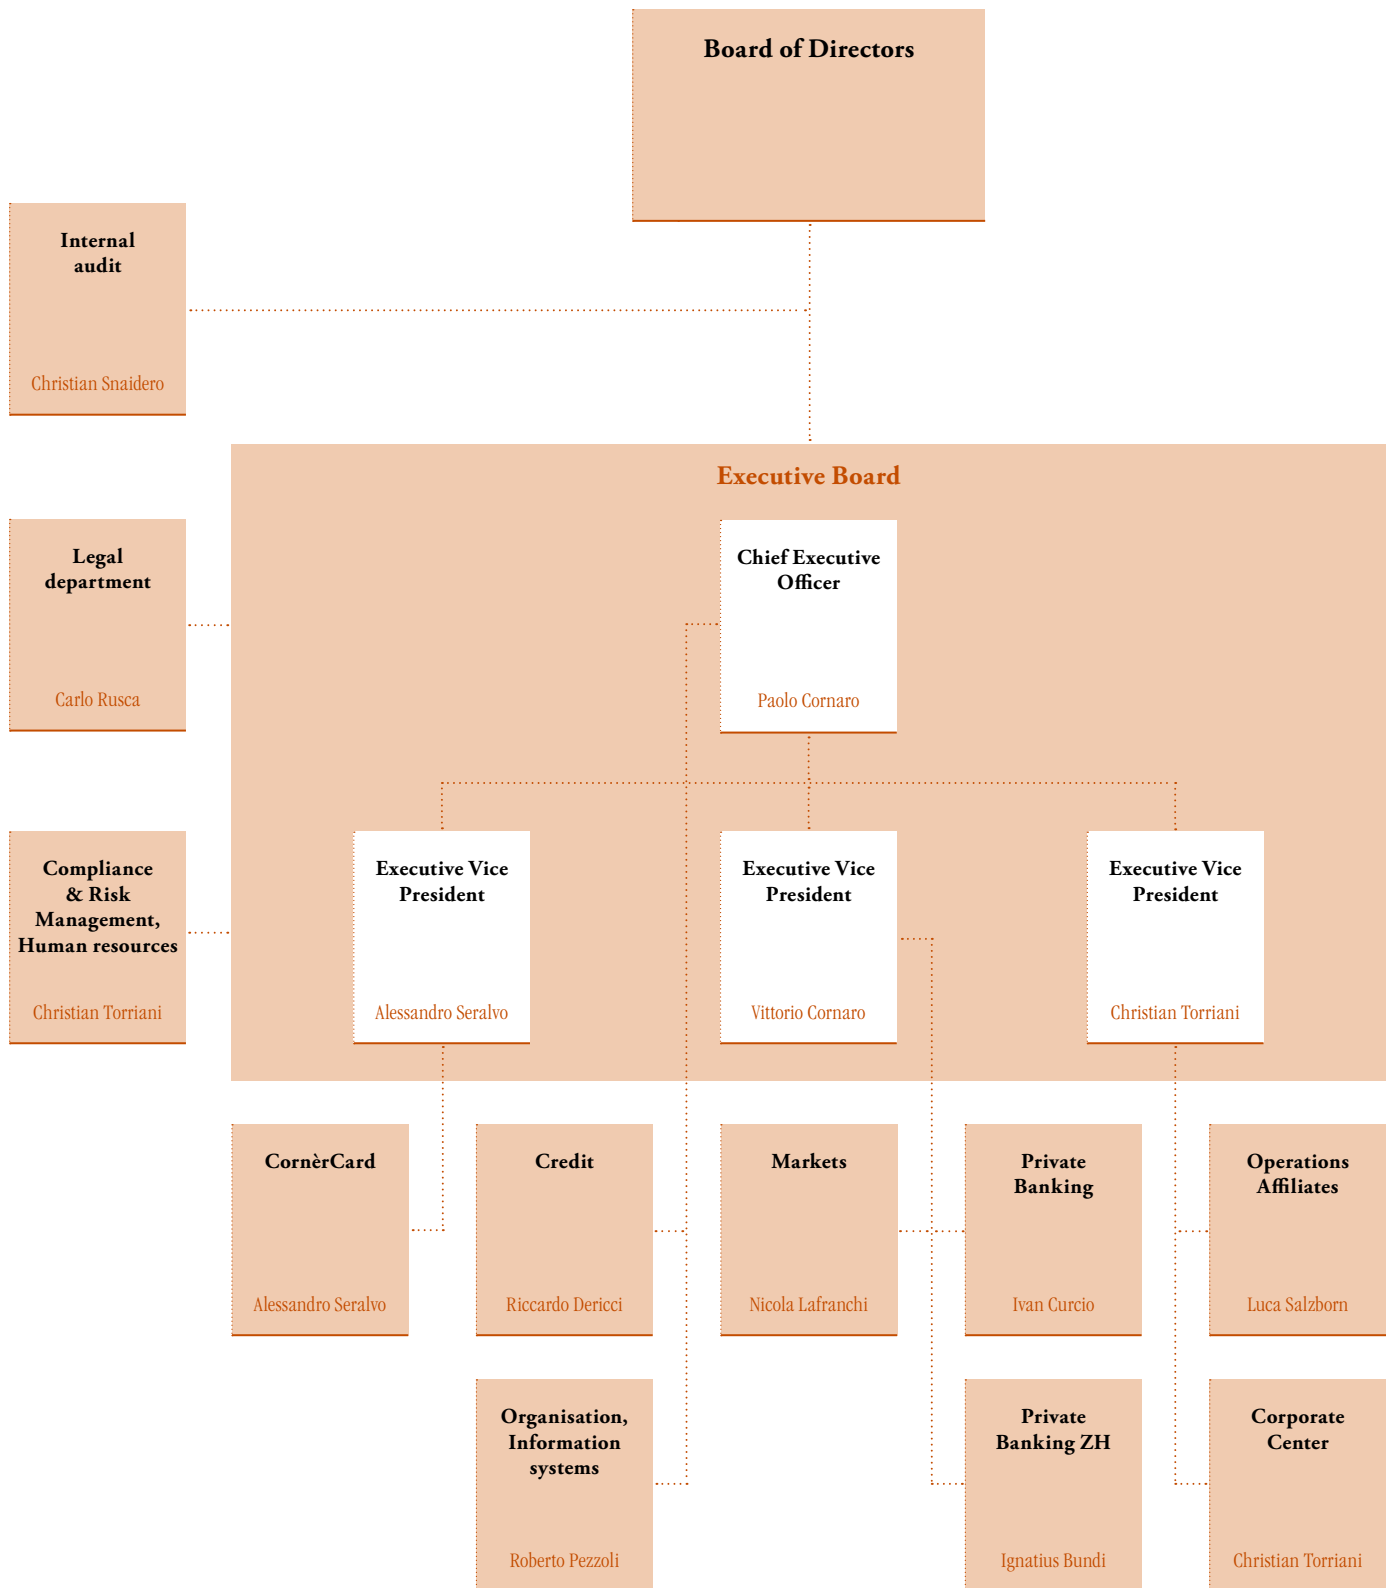 Board of Directors
Internal
audit
Christian Snaidero
Executive Board
Legal
department
Carlo Rusca
Chief Executive
Officer
Paolo Cornaro
Compliance
& Risk
Management,
Human resources
Christian Torriani
Executive Vice
President
Alessandro Seralvo
Executive Vice
President
Vittorio Cornaro
Executive Vice
President
Christian Torriani
CornèrCard
Alessandro Seralvo
Credit
Riccardo Dericci
Markets
Nicola Lafranchi
Private
Banking
Ivan Curcio
Operations
Affiliates
Luca Salzborn
Organisation,
Information
systems
Roberto Pezzoli
Private
Banking ZH
Ignatius Bundi
Corporate
Center
Christian Torriani